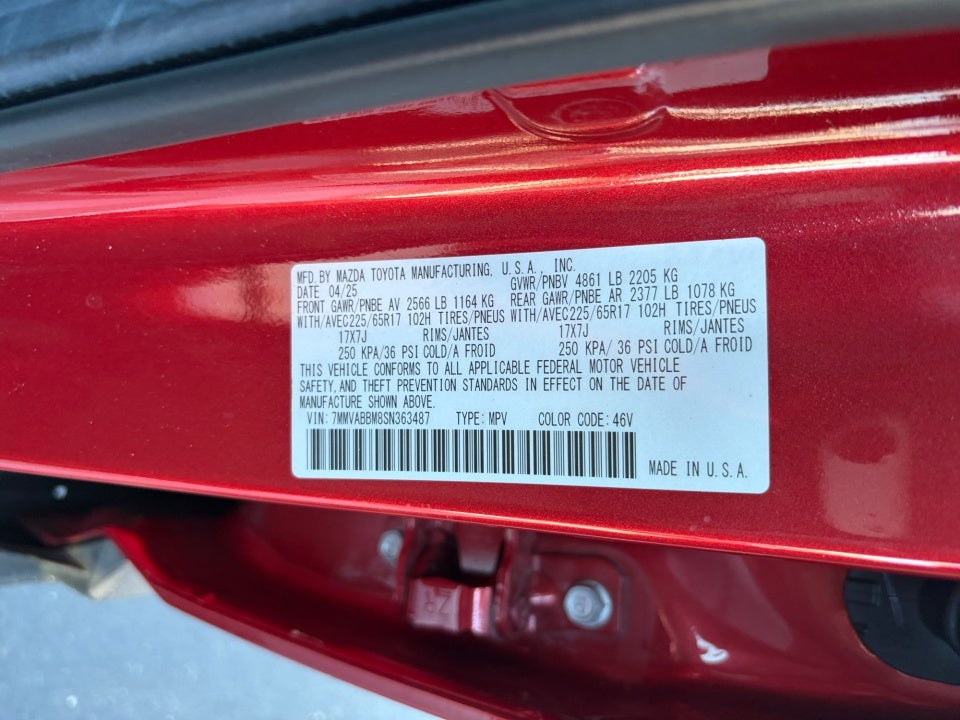 MFD. BY MAZDA TOYOTA MANUFACTURING, U.S.A., INC.
DATE 04/25 GVWR/PNBV 4861 LB 2205 KG
FRONT GAWR/PNBE AV 2566 LB 1164 KG REAR GAWR/PNBE AR 2377 LB 1078 KG
WITH/AVEC225/65R17 102H TIRES/PNEUS WITH/AVEC225/65R17 102H TIRES/PNEUS
17X7J RIMS/JANTES 17X7J RIMS/JANTES
250 KPA/36 PSI COLD/A FROID 250 KPA/ 36 PSI COLD/A FROID
THIS VEHICLE CONFORMS TO ALL APPLICABLE FEDERAL MOTOR VEHICLE
SAFETY, AND THEFT PREVENTION STANDARDS IN EFFECT ON THE DATE OF
MANUFACTURE SHOWN ABOVE.
VIN: 7MMVABBM8SN363487 TYPE: MPV COLOR CODE: 46V
MADE IN U.S.A.
ZR